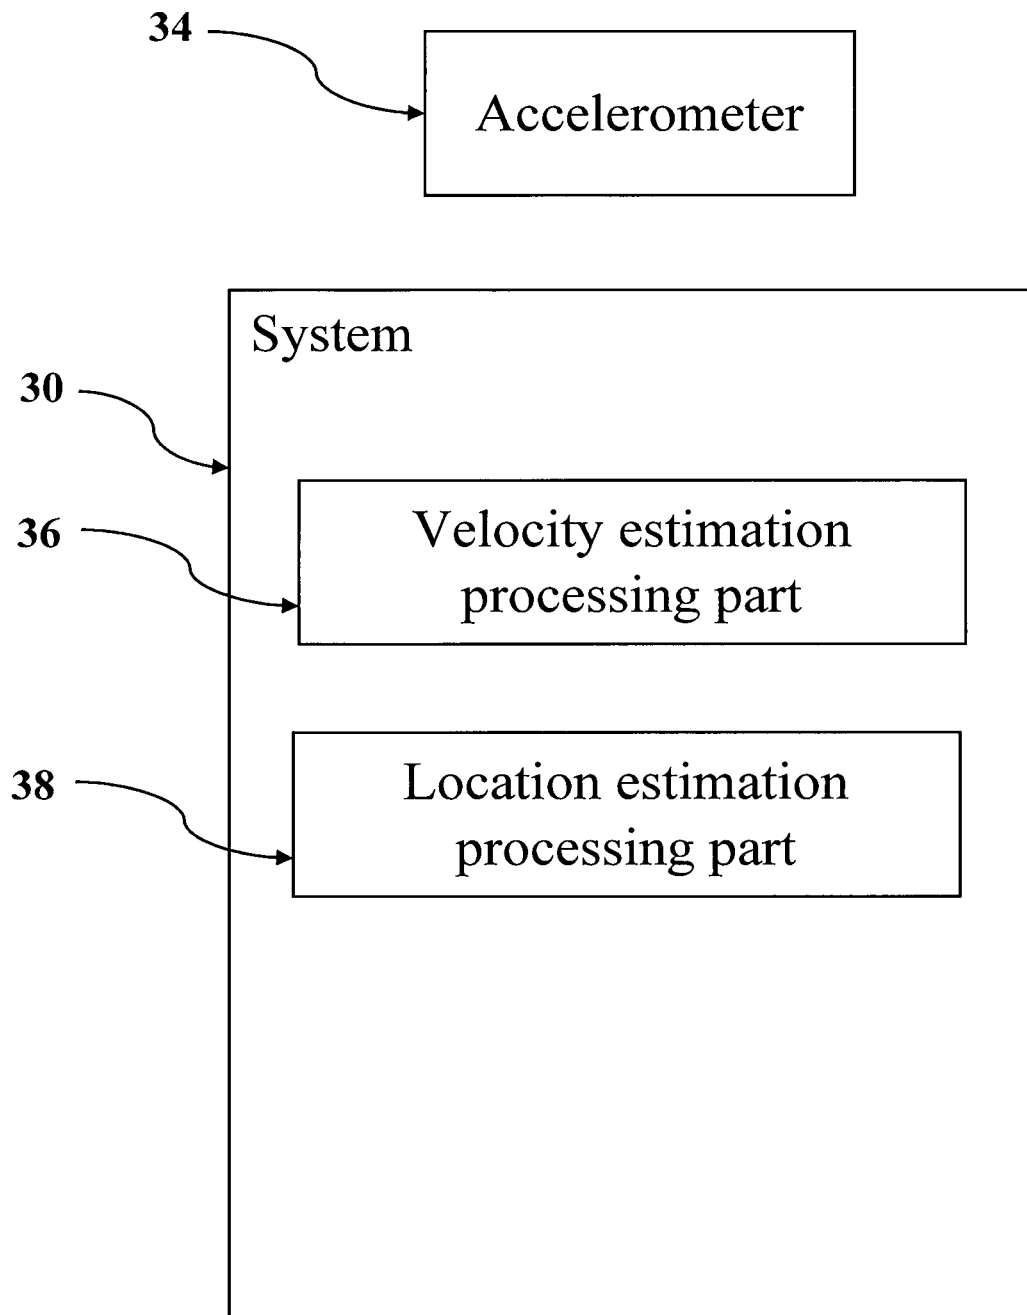 34
Accelerometer
System
30
36
Velocity estimation
processing part
38
Location estimation
processing part